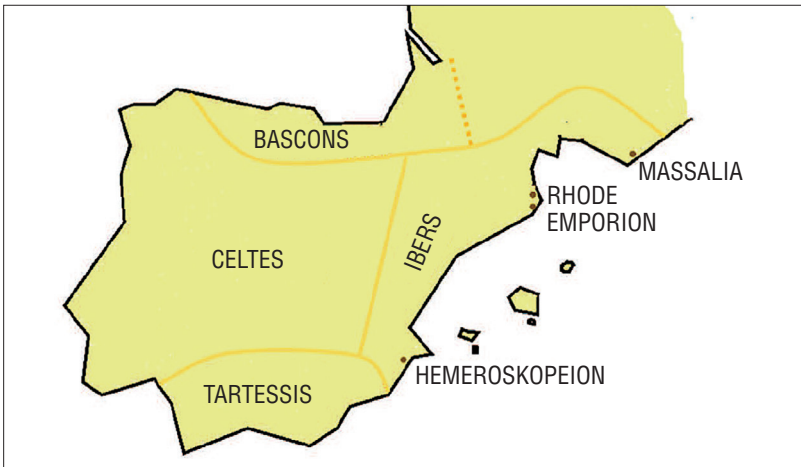 BASCONS
MASSALIA
RHODE
EMPORION
IBERS
CELTES
HEMEROSKOPEION
TARTESSIS